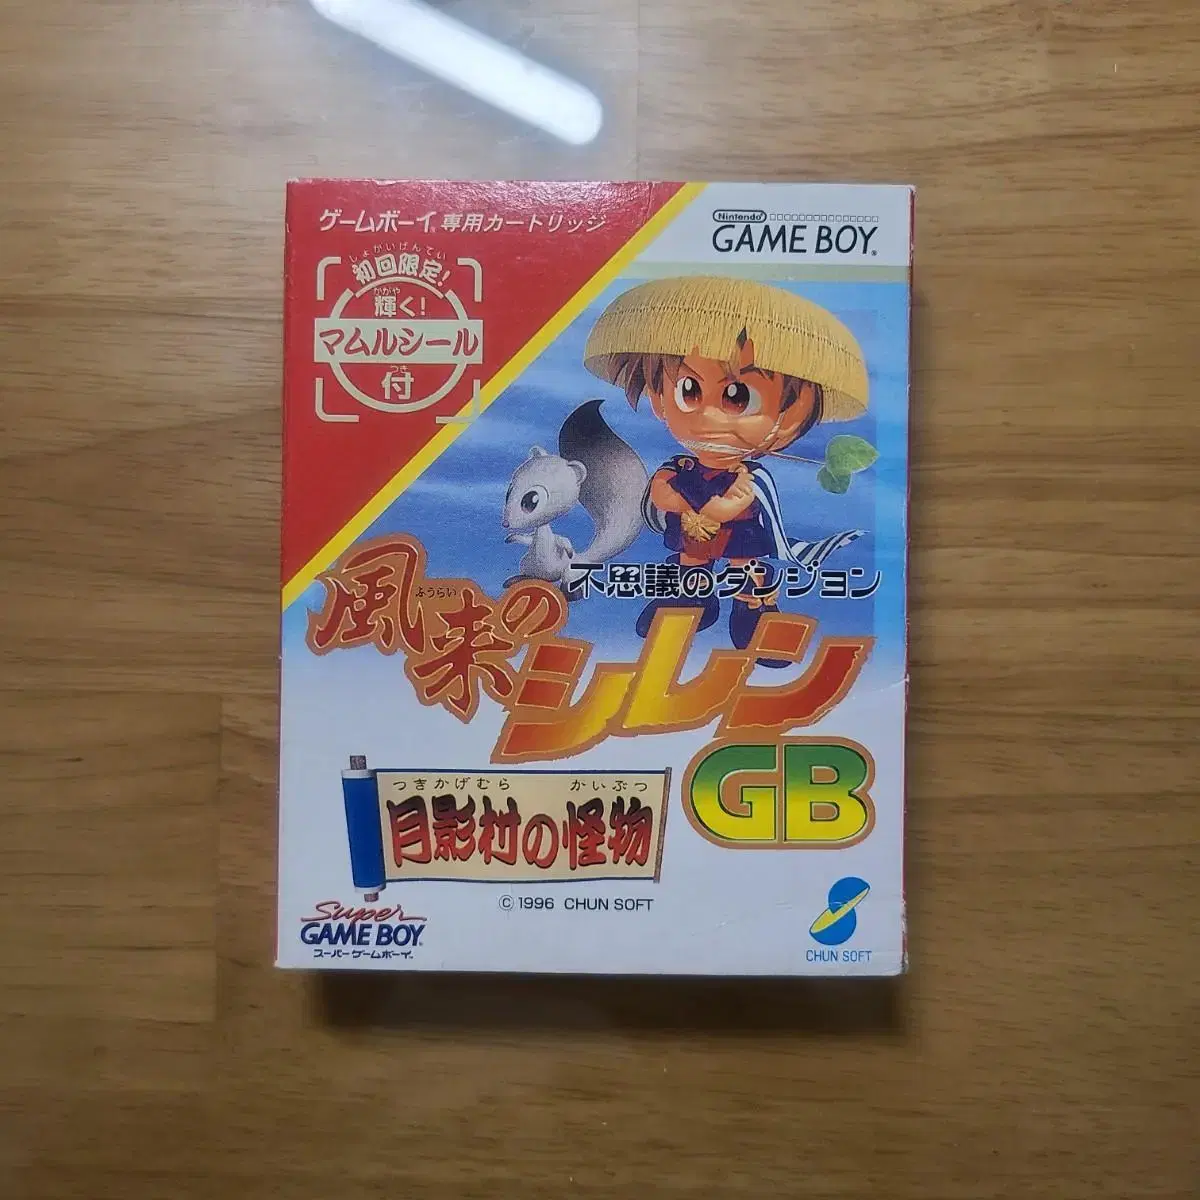 ゲームボーイ専用カートリッジ
しょかいげんてい
初回限定!
かがや
輝く!
マムルシール
つき
付
Nintendo
GAME BOY
不思議のダンジョン
風来のシレン
ふうらい
GB
つきかげむら かいぶつ
月影村の怪物
© 1996 CHUN SOFT
Super
GAME BOY
スーパーゲームボーイ
CHUN SOFT